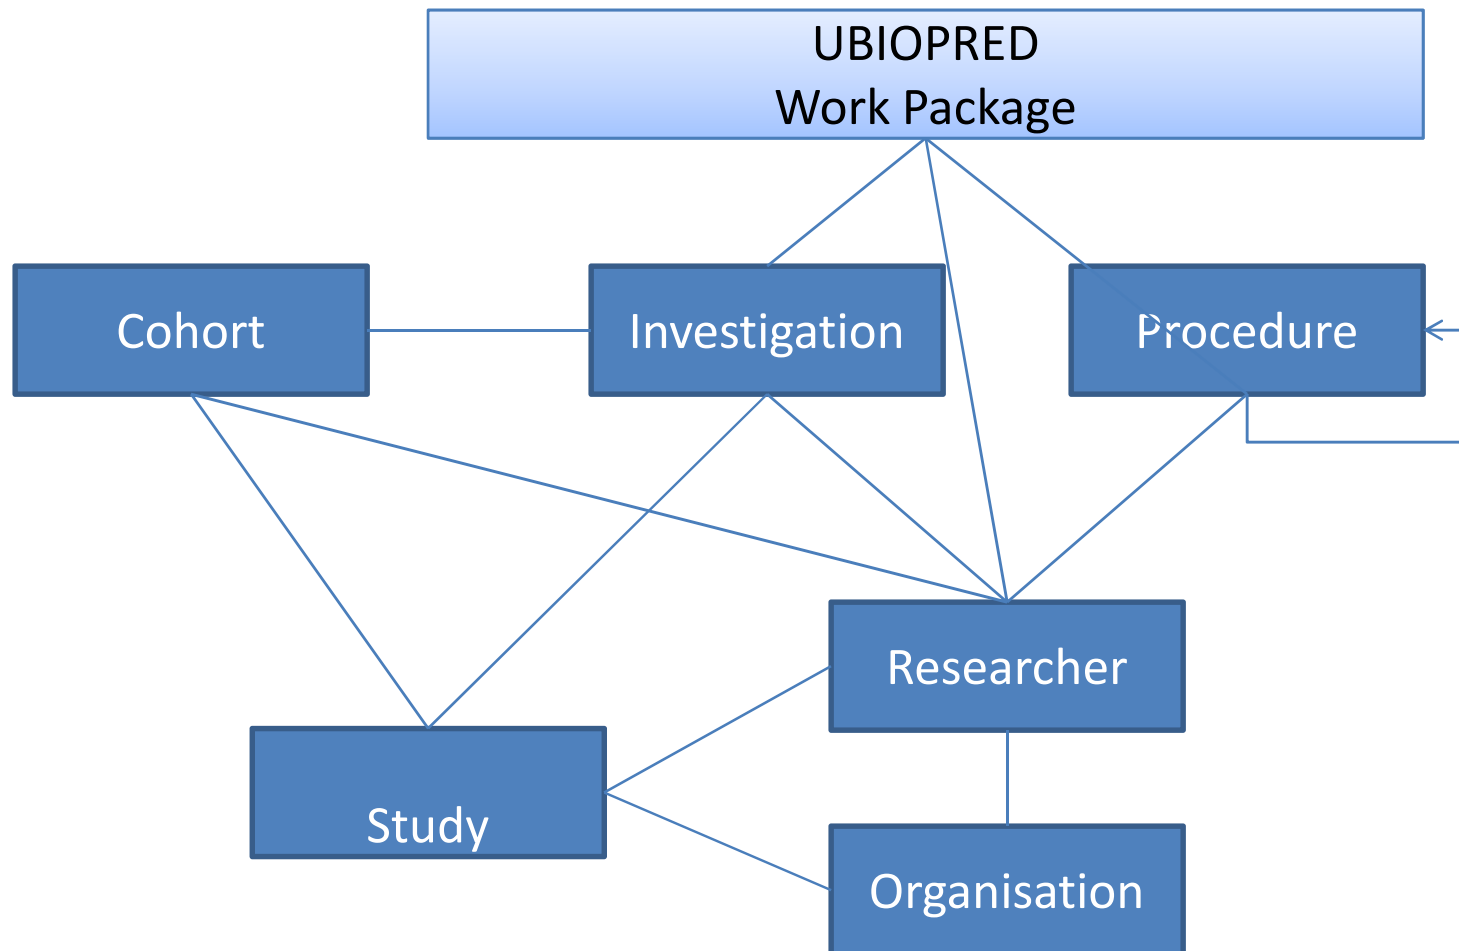 UBIOPRED
Work Package
Cohort
Investigation
Procedure
Researcher
Study
Organisation